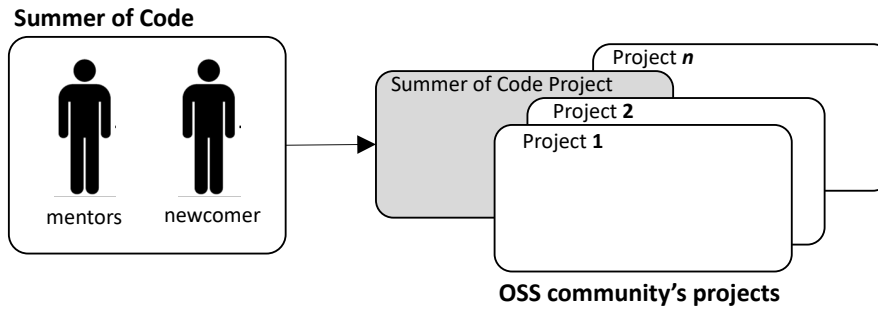 Summer of Code
mentors
newcomer
Project n
Summer of Code Project
Project 2
Project 1
OSS community’s projects